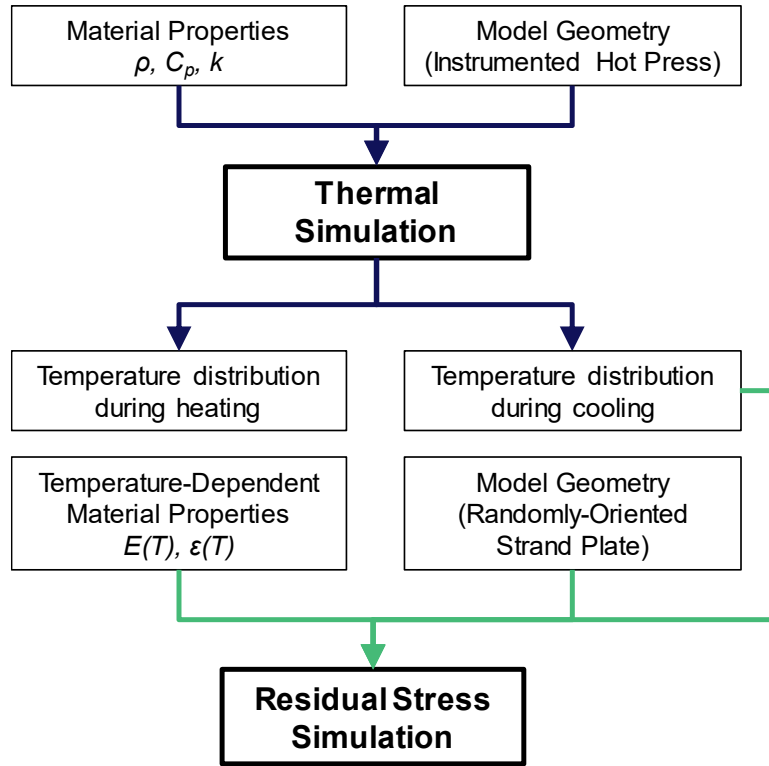 Material Properties
ρ, Cp, k
Model Geometry
(Instrumented Hot Press)
Thermal
Simulation
Temperature distribution
during heating
Temperature distribution
during cooling
Temperature-Dependent
Material Properties
E(T), ε(T)
Model Geometry
(Randomly-Oriented
Strand Plate)
Residual Stress
Simulation